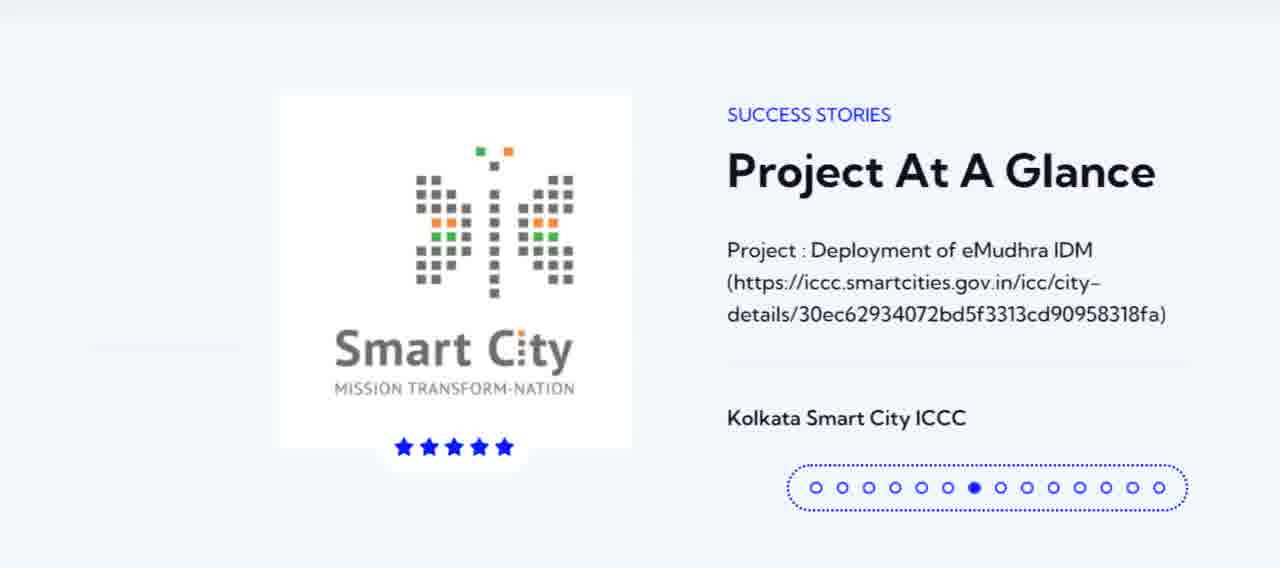 SUCCESS STORIES
Project At A Glance
Project : Deployment of eMudhra IDM
(https://iccc.smartcities.gov.in/icc/city-
details/30ec62934072bd5f3313cd90958318fa)
Kolkata Smart City ICCC
Smart City
MISSION TRANSFORM-NATION